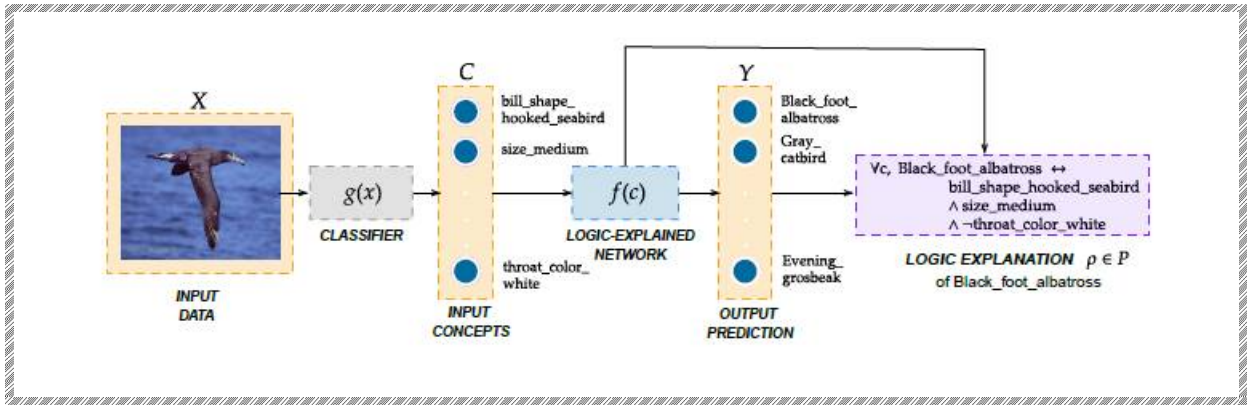 X
INPUT
DATA
g(x)
CLASSIFIER
C
bill_shape_
hooked_seabird
size_medium
throat_color_
white
INPUT
CONCEPTS
f(c)
LOGIC-EXPLAINED
NETWORK
Y
Black_foot_
albatross
Gray_
catbird
Evening_
grosbeak
OUTPUT
PREDICTION
∀c, Black_foot_albatross ↔
bill_shape_hooked_seabird
∧ size_medium
∧ ¬throat_color_white
LOGIC EXPLANATION ρ ∈ P
of Black_foot_albatross